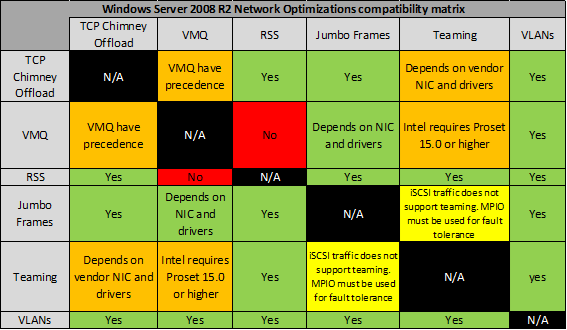 Windows Server 2008 R2 Network Optimizations compatibility matrix
TCP Chimney
Offload
VMQ
RSS
Jumbo Frames
Teaming
VLANs
TCP
Chimney
Offload
N/A
VMQ have
precedence
Yes
Yes
Depends on vendor
NIC and drivers
Yes
VMQ
VMQ have
precedence
N/A
No
Depends on NIC
and drivers
Intel requires Proset
15.0 or higher
Yes
RSS
Yes
No
N/A
Yes
Yes
Yes
Jumbo
Frames
Yes
Depends on
NIC and
drivers
Yes
N/A
iSCSI traffic does not
support teaming. MPIO
must be used for fault
tolerance
Yes
Teaming
Depends on
vendor NIC and
drivers
Intel requires
Proset 15.0 or
higher
Yes
iSCSI traffic does not
support teaming.
MPIO must be used
for fault tolerance
N/A
yes
VLANs
Yes
Yes
Yes
Yes
Yes
N/A